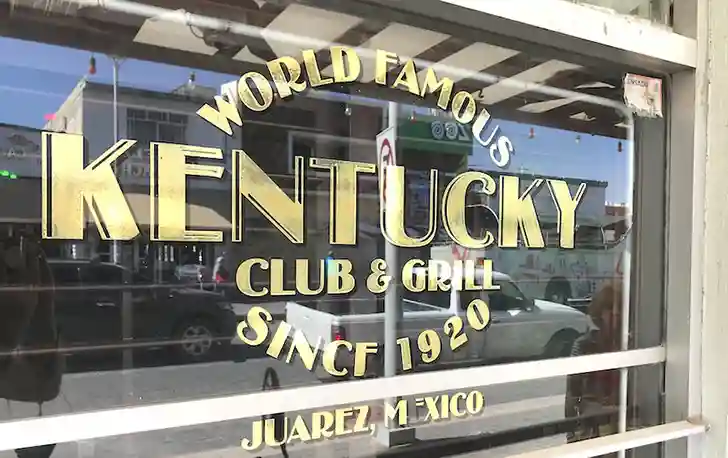 WORLD FAMOUS
KENTUCKY
CLUB & GRILL
SINCE 1920
JUAREZ, MEXICO